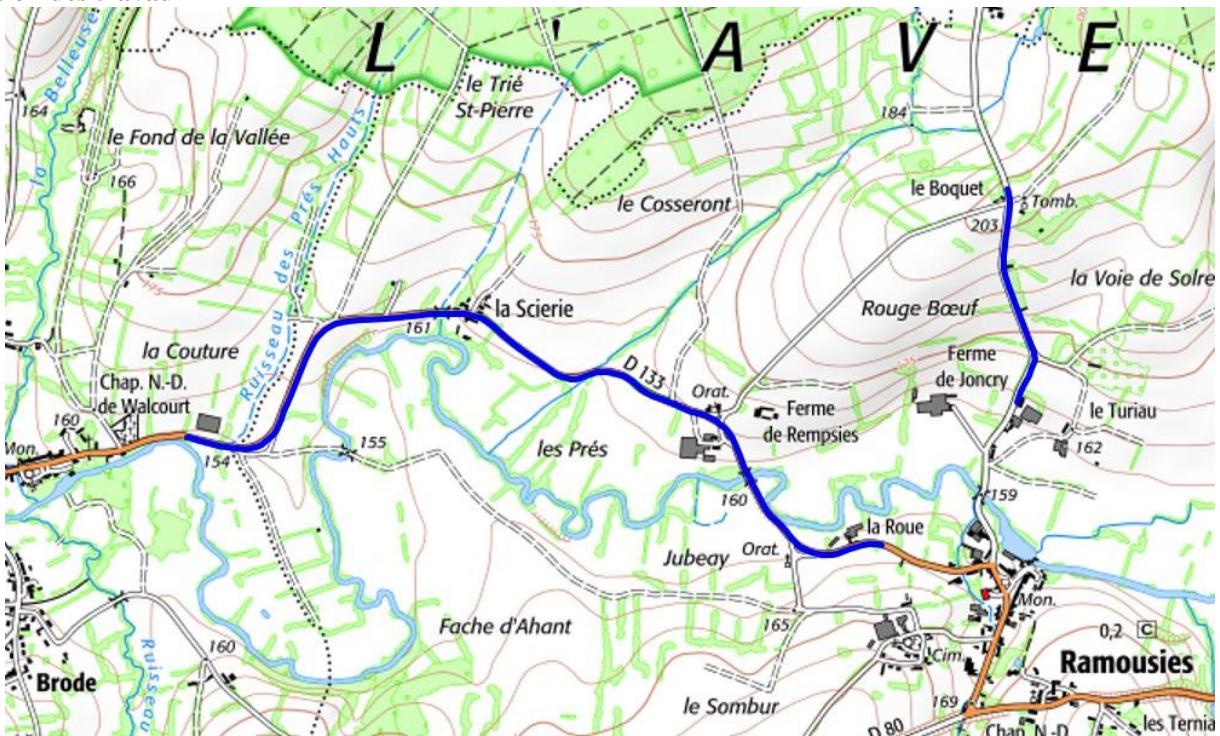 L ' A V E
la Belleuse
164
le Trié
St-Pierre
le Fond de la Vallée
166
Ruisseau des Prés Hauts
184
le Boquet
Tomb.
203
le Cosseront
175
175
la Voie de Solre
Rouge Bœuf
la Scierie
161
la Couture
D 133
175
Ferme
de Joncry
Chap. N.-D.
de Walcourt
160
Mon.
154
155
Orat.
Ferme
de Rempsies
le Turiau
162
les Prés
160
159
la Roue
Jubeay
Orat.
Mon.
165
Fache d'Ahant
0,2 C
Cim.
Ramousies
160
Brode
Ruisseau
le Sombur
169
D 80
Chap. N.-D.
les Ternia